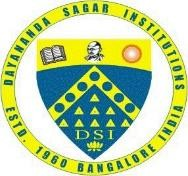 DAYANANDA SAGAR INSTITUTIONS
ESTD. 1960 BANGALORE INDIA
DSI